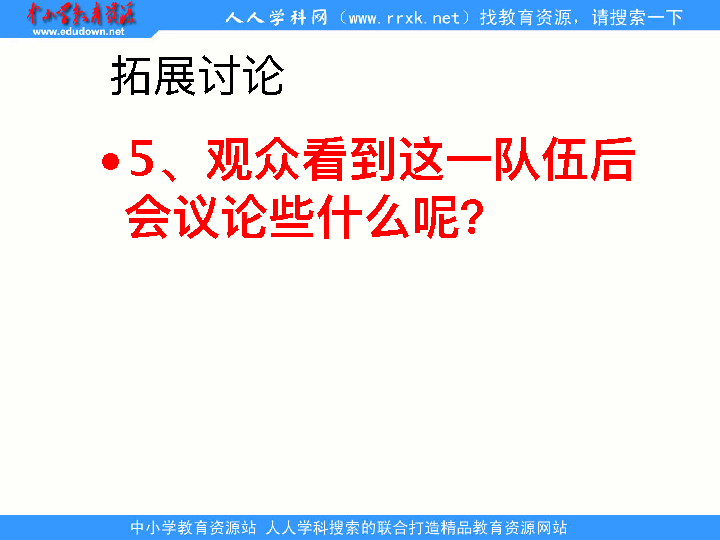 中小学教育资源
www.edudown.net
人人学科网（www.rrxk.net）找教育资源，请搜索一下
拓展讨论
•5、观众看到这一队伍后
会议论些什么呢？
中小学教育资源站 人人学科搜索的联合打造精品教育资源网站